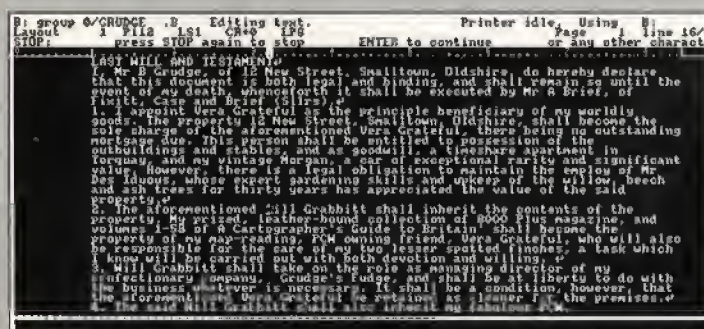 B: group 0/GRUDGE .2 Editing text. Printer idle. Using B:
Layout 1 Pi12 LS1 CR+0 LP6 Page 1 line 16/
STOP: press STOP again to stop ENTER to continue or any other charact
LAST WILL AND TESTAMENT
I, Mr B Grudge, of 12 New Street, Smalltown, Oldshire, do hereby declare
that this document is both legal and binding, and shall remain so until the
event of my death, whenceforth it shall be executed by Mr A Brief, of
Fixitt, Case and Brief (Sllrs).
1. I appoint Vera Grateful as the principle beneficiary of my worldly
goods. The property 12 New Street, Smalltown, Oldshire, shall become the
sole charge of the aforementioned Vera Grateful, there being no outstanding
mortgage due. This person shall be entitled to possession of the
outbuildings and stables, and as goodwill a timeshare apartment in
Torquay, and my vintage Morgan, a car of exceptional rarity and significant
value. However, there is a legal obligation to maintain the employ of Mr
Des Iduous, whose expert gardening skills and upkeep of the willow, beech
and ash trees for thirty years has appreciated the value of the said
property.
2. The aforementioned Will Grabbitt shall inherit the contents of the
property. My prized, leather-bound collection of 8000 Plus magazine, and
volumes 1-58 of A Cartographer's Guide to Britain shall become the
property of my map-reading, PCW owning friend, Vera Grateful, who will also
be responsible for the care of my two lesser spotted finches, a task which
I know will be carried out with both devotion and willing.
3. Will Grabbitt shall take on the role as managing director of my
confectionary company, Grudge's Fudge, and shall be at liberty to do with
the business whatever is necessary. It shall be a condition, however, that
the aforementioned Vera Grateful be retained as cleaner of the premises.